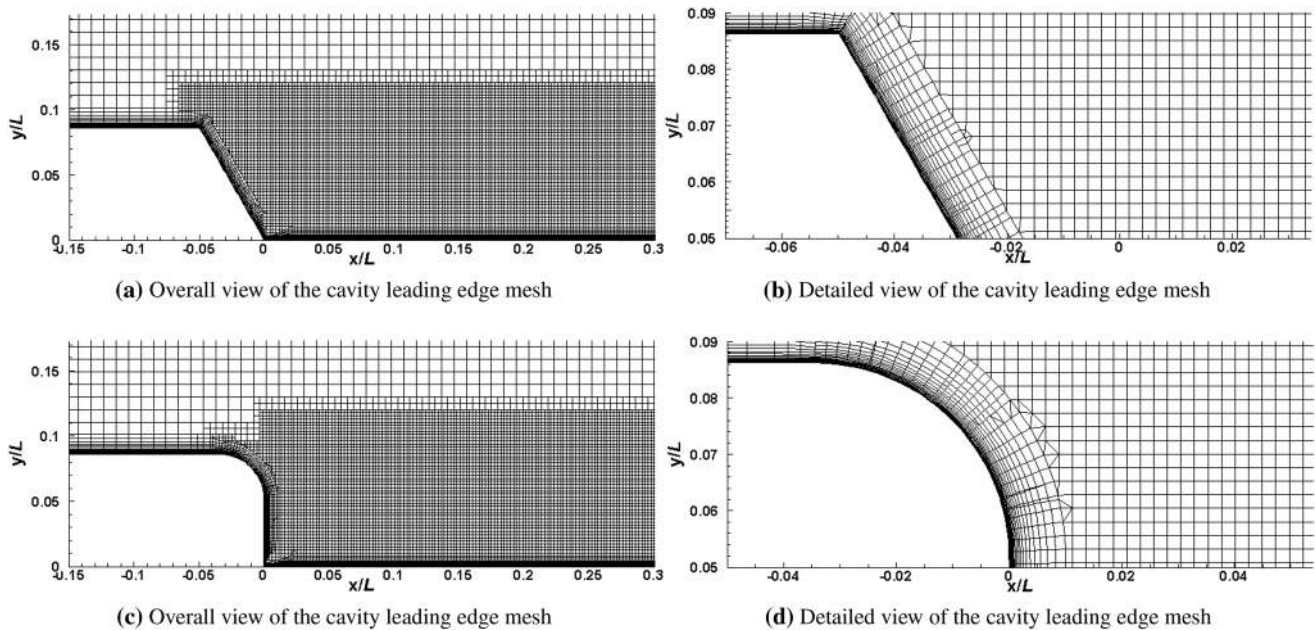 0.15
0.1
0.05
0
y/L
-0.15 -0.1 -0.05 0 0.05 0.1 0.15 0.2 0.25 0.3
x/L
(a) Overall view of the cavity leading edge mesh
0.09
0.08
0.07
0.06
0.05
y/L
-0.06 -0.04 -0.02 0 0.02
x/L
(b) Detailed view of the cavity leading edge mesh
0.15
0.1
0.05
0
y/L
-0.15 -0.1 -0.05 0 0.05 0.1 0.15 0.2 0.25 0.3
x/L
(c) Overall view of the cavity leading edge mesh
0.09
0.08
0.07
0.06
0.05
y/L
-0.04 -0.02 0 0.02 0.04
x/L
(d) Detailed view of the cavity leading edge mesh